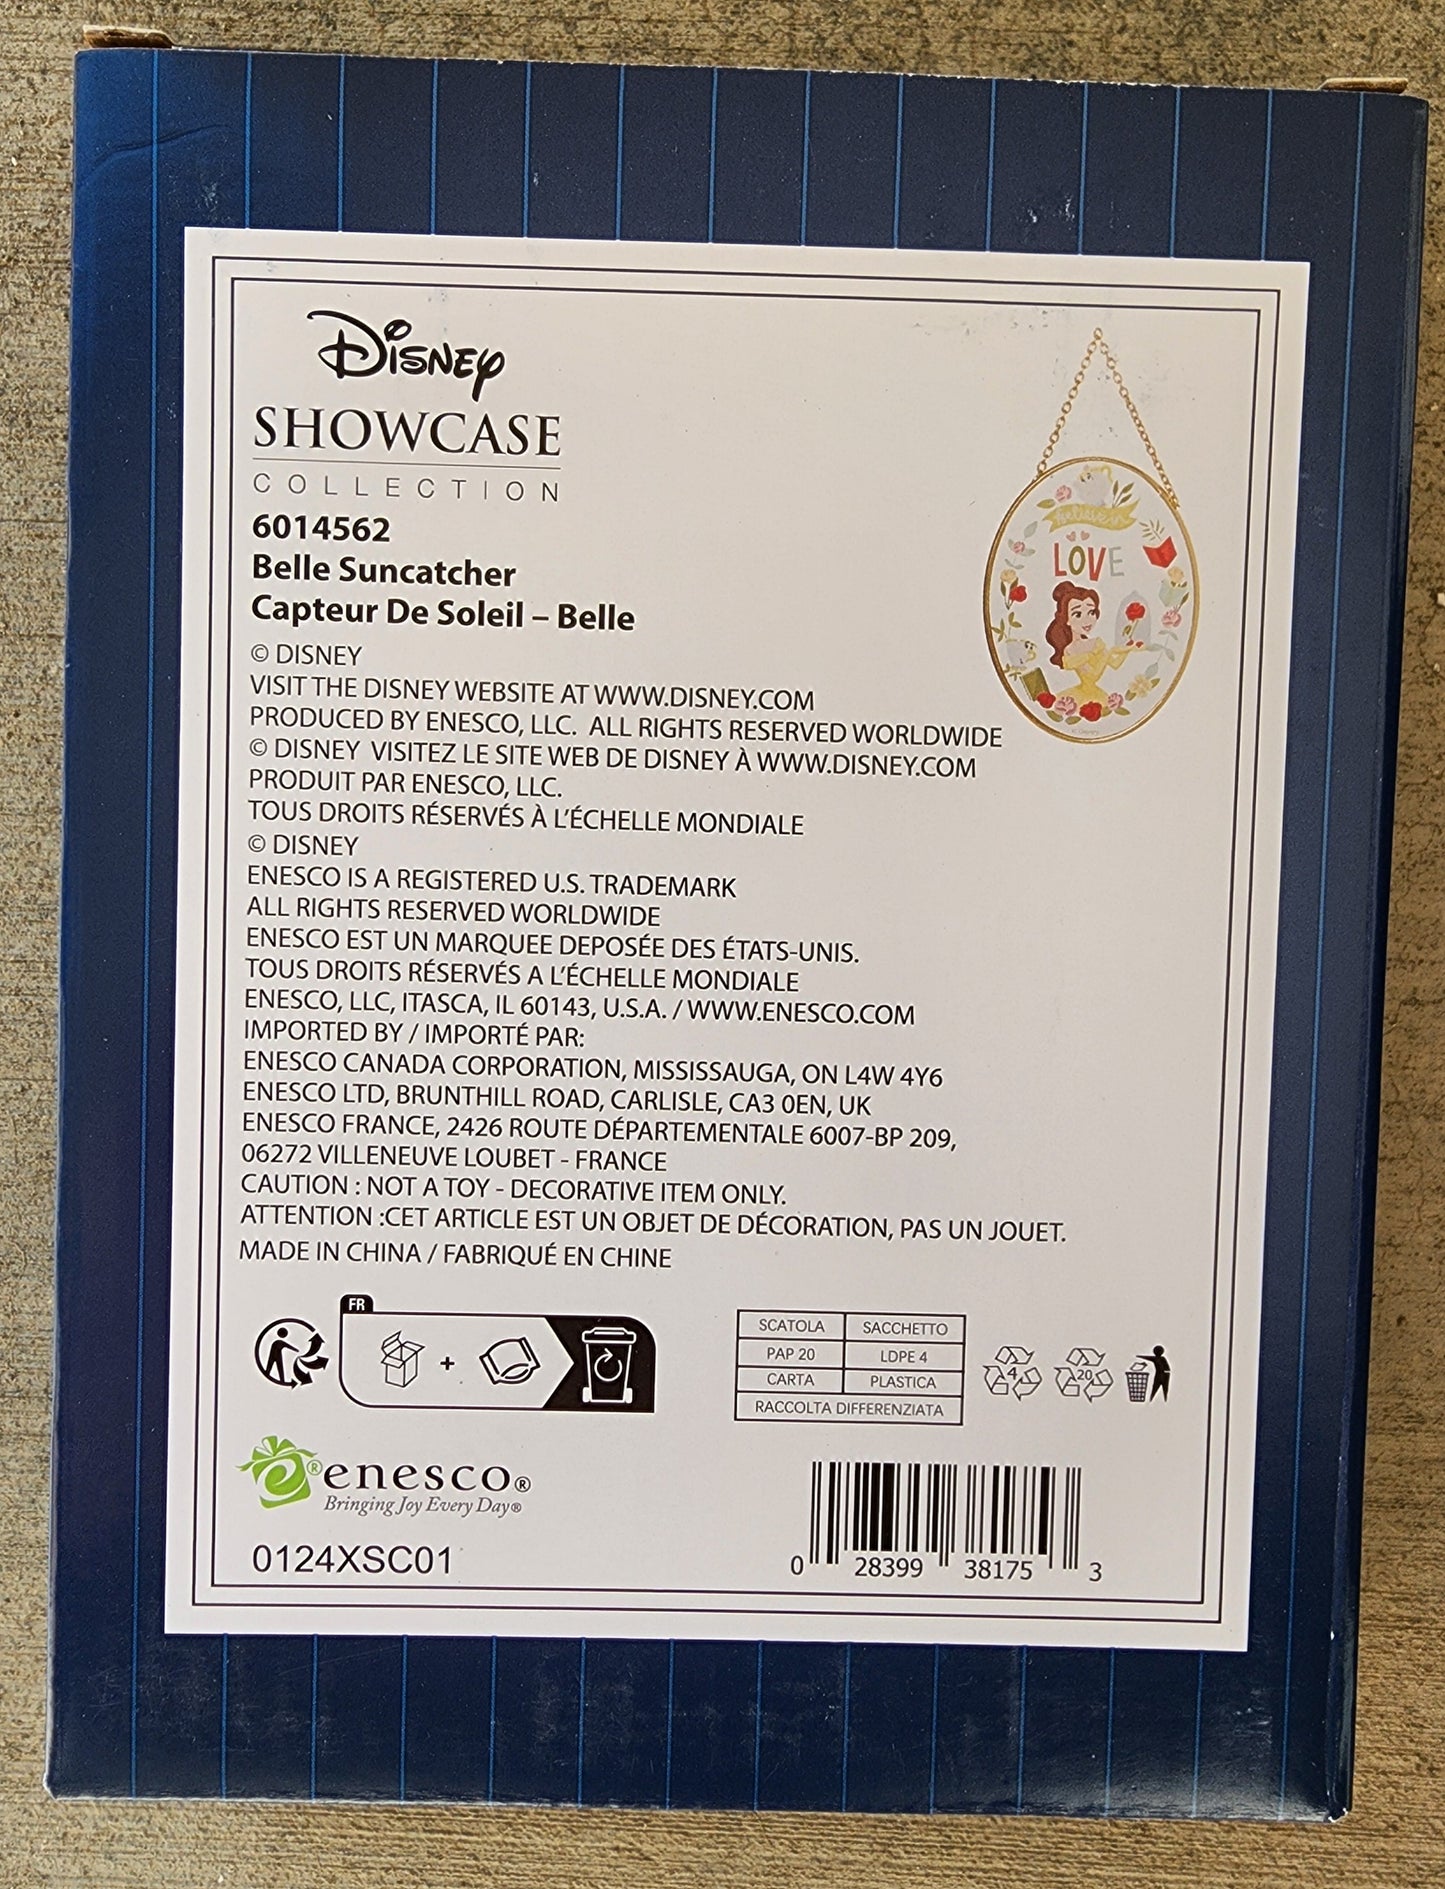 Disney
SHOWCASE
COLLECTION
6014562
Belle Suncatcher
Capteur De Soleil – Belle
believe in
LOVE
© Disney
© DISNEY
VISIT THE DISNEY WEBSITE AT WWW.DISNEY.COM
PRODUCED BY ENESCO, LLC. ALL RIGHTS RESERVED WORLDWIDE
© DISNEY VISITEZ LE SITE WEB DE DISNEY À WWW.DISNEY.COM
PRODUIT PAR ENESCO, LLC.
TOUS DROITS RÉSERVÉS À L'ÉCHELLE MONDIALE
© DISNEY
ENESCO IS A REGISTERED U.S. TRADEMARK
ALL RIGHTS RESERVED WORLDWIDE
ENESCO EST UN MARQUEE DEPOSÉE DES ÉTATS-UNIS.
TOUS DROITS RÉSERVÉS A L'ÉCHELLE MONDIALE
ENESCO, LLC, ITASCA, IL 60143, U.S.A. / WWW.ENESCO.COM
IMPORTED BY / IMPORTÉ PAR:
ENESCO CANADA CORPORATION, MISSISSAUGA, ON L4W 4Y6
ENESCO LTD, BRUNTHILL ROAD, CARLISLE, CA3 0EN, UK
ENESCO FRANCE, 2426 ROUTE DÉPARTEMENTALE 6007-BP 209,
06272 VILLENEUVE LOUBET - FRANCE
CAUTION : NOT A TOY - DECORATIVE ITEM ONLY.
ATTENTION :CET ARTICLE EST UN OBJET DE DÉCORATION, PAS UN JOUET.
MADE IN CHINA / FABRIQUÉ EN CHINE
FR
+
SCATOLA SACCHETTO
PAP 20 LDPE 4
CARTA PLASTICA
RACCOLTA DIFFERENZIATA
4 20
e® enesco®
Bringing Joy Every Day®
0124XSC01
0 28399 38175 3